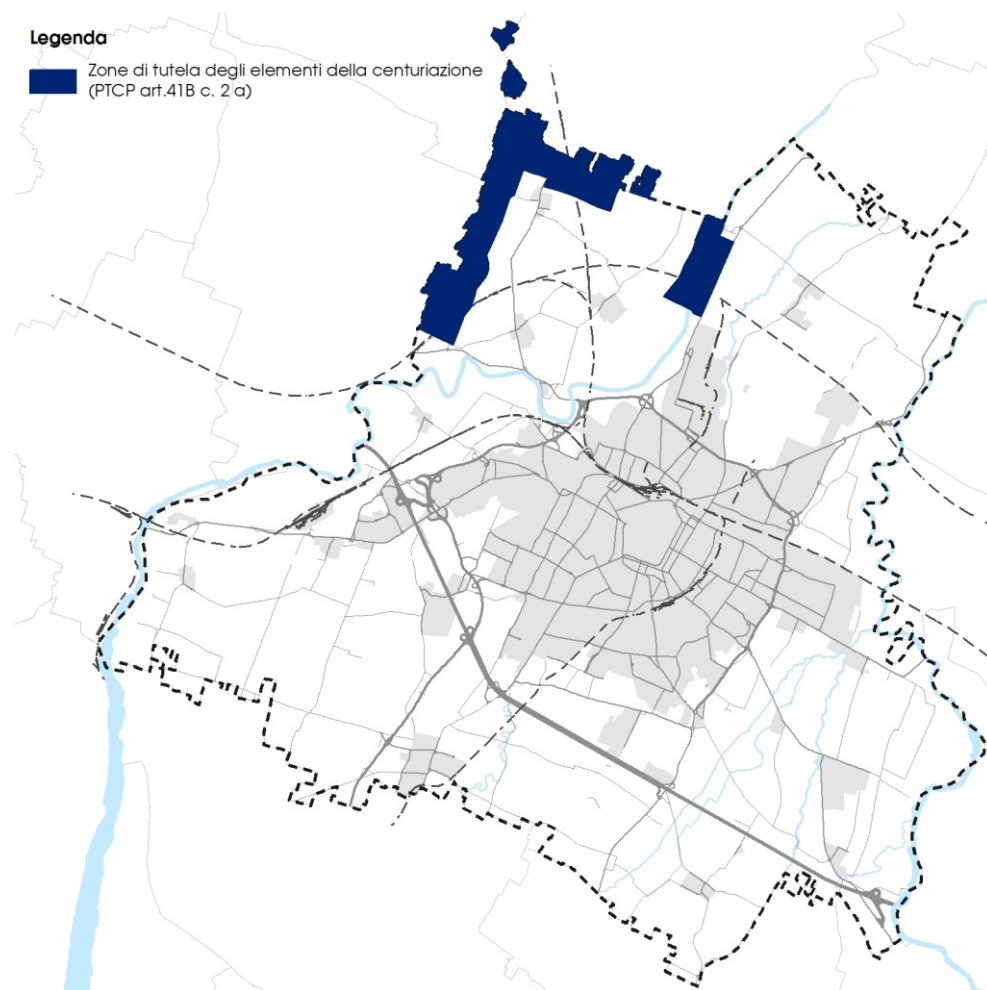 Legenda
Zone di tutela degli elementi della centuriazione
(PTCP art.41B c. 2 a)